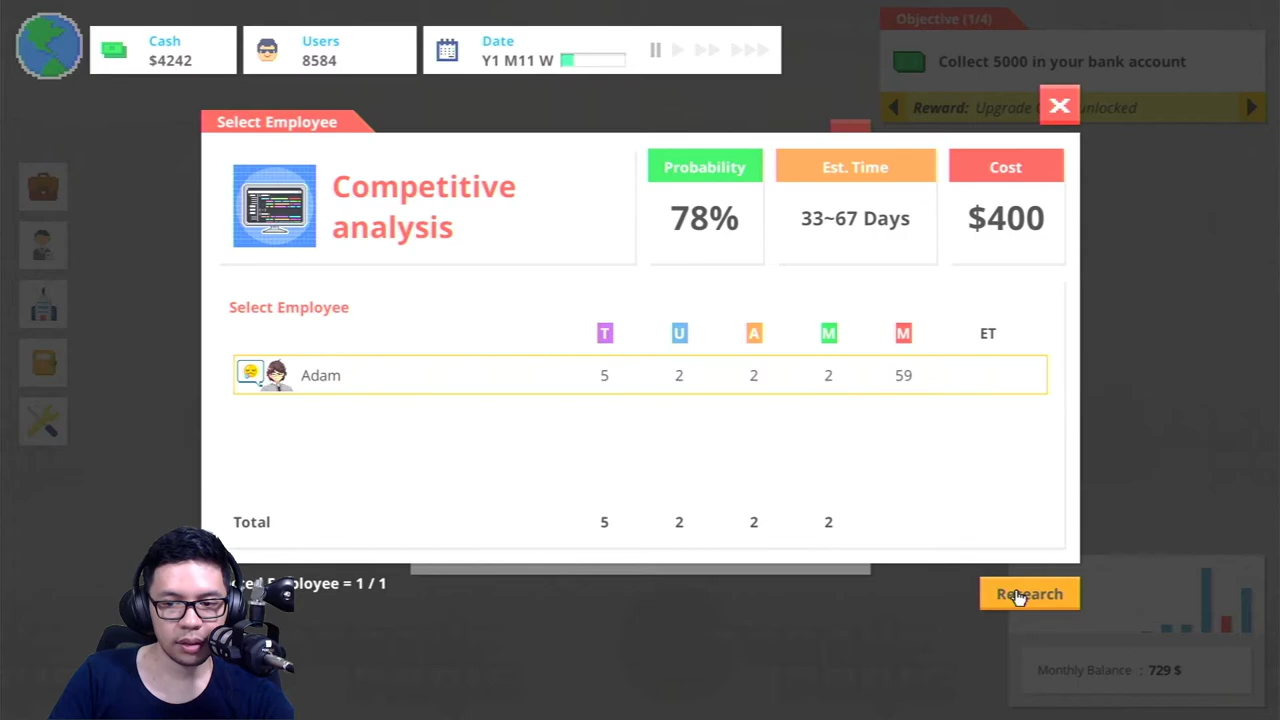 Cash
$4242
Users
8584
Date
Y1 M11 W
Objective (1/4)
Collect 5000 in your bank account
Reward: Upgrade unlocked
Select Employee
Competitive
analysis
Probability
78%
Est. Time
33~67 Days
Cost
$400
Select Employee
T U A M M ET
Adam 5 2 2 2 59
Total 5 2 2 2
ployee = 1 / 1
Research
Monthly Balance : 729 $